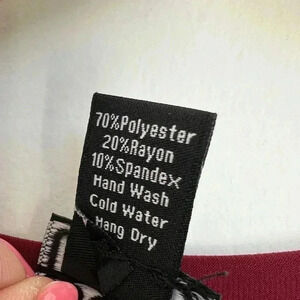 70%Polyester
20%Rayon
10%Spandex
Hand Wash
Cold Water
Hang Dry